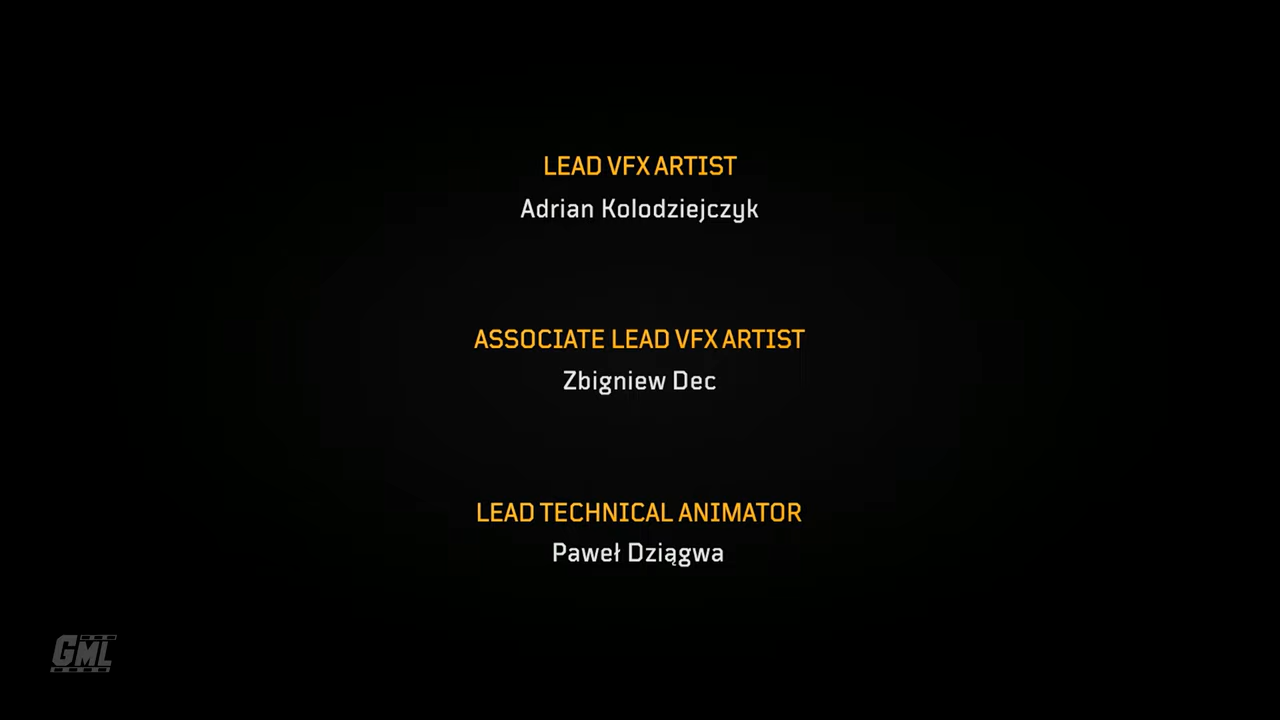 LEAD VFX ARTIST
Adrian Kolodziejczyk
ASSOCIATE LEAD VFX ARTIST
Zbigniew Dec
LEAD TECHNICAL ANIMATOR
Paweł Dziągwa
GML